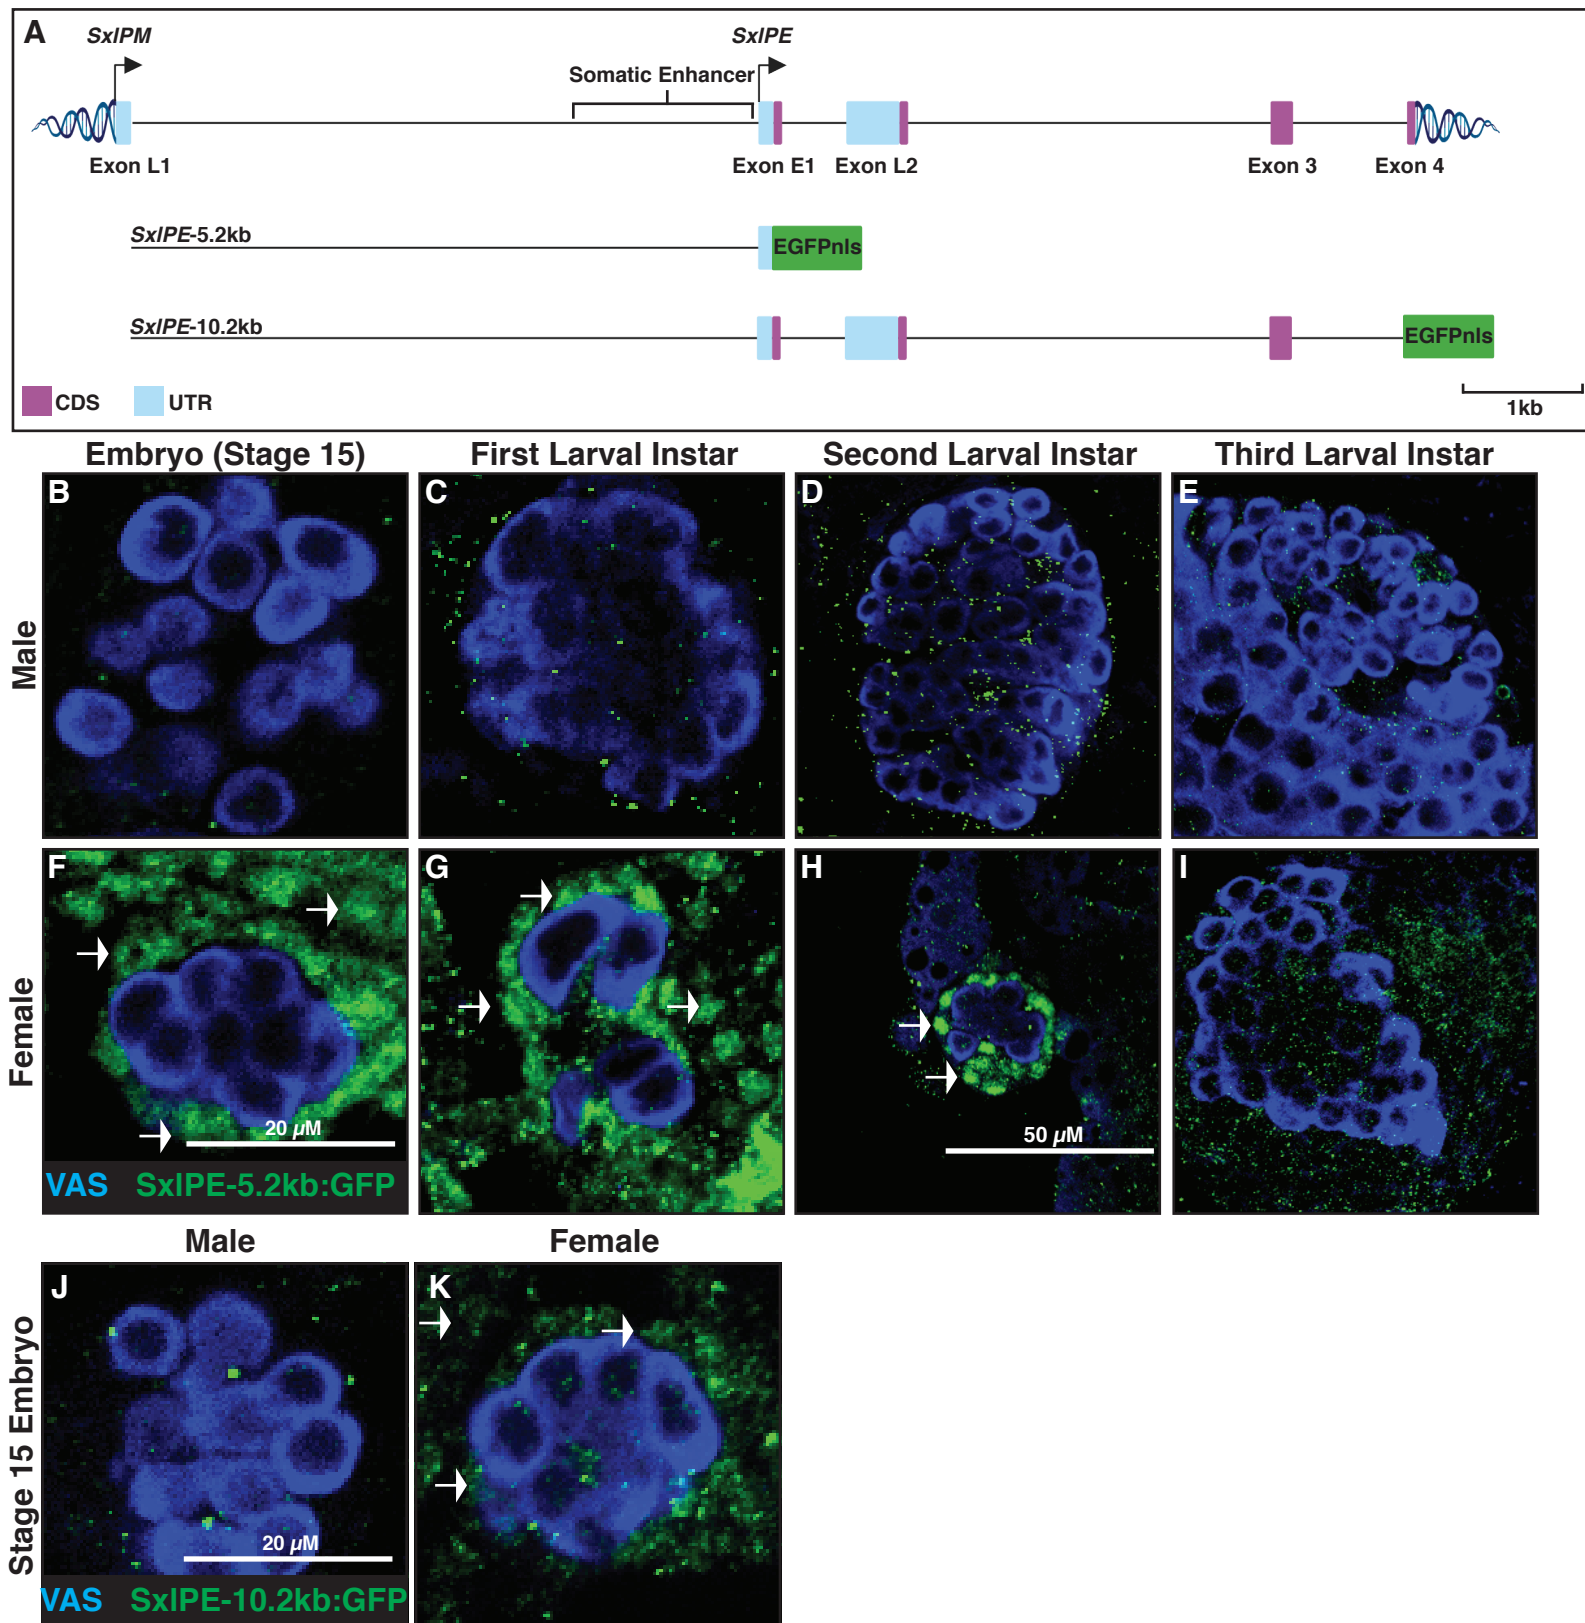 A
SxlPM
SxlPE
Somatic Enhancer
Exon L1
Exon E1
Exon L2
Exon 3
Exon 4
SxlPE-5.2kb
EGFPnls
SxlPE-10.2kb
EGFPnls
CDS
UTR
1kb
Embryo (Stage 15)
First Larval Instar
Second Larval Instar
Third Larval Instar
Male
B
C
D
E
Female
F
G
H
I
20 µM
50 µM
VAS SxlPE-5.2kb:GFP
Male
Female
Stage 15 Embryo
J
K
20 µM
VAS SxlPE-10.2kb:GFP